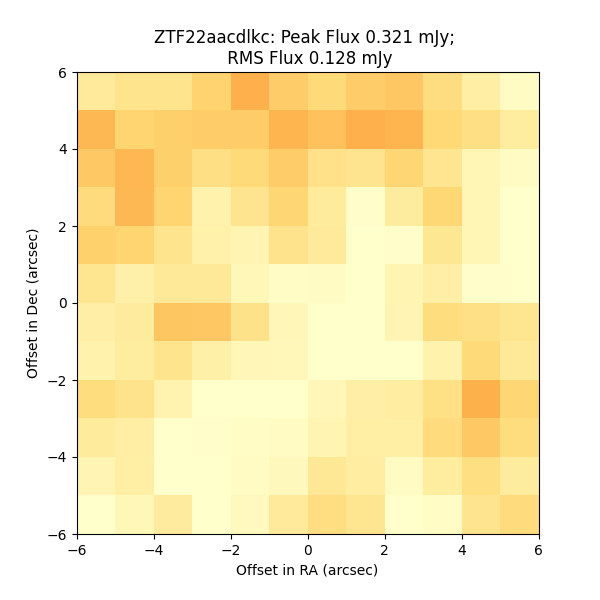 ZTF22aacdlkc: Peak Flux 0.321 mJy;
RMS Flux 0.128 mJy
6
4
2
0
−2
−4
−6
Offset in Dec (arcsec)
−6 −4 −2 0 2 4 6
Offset in RA (arcsec)